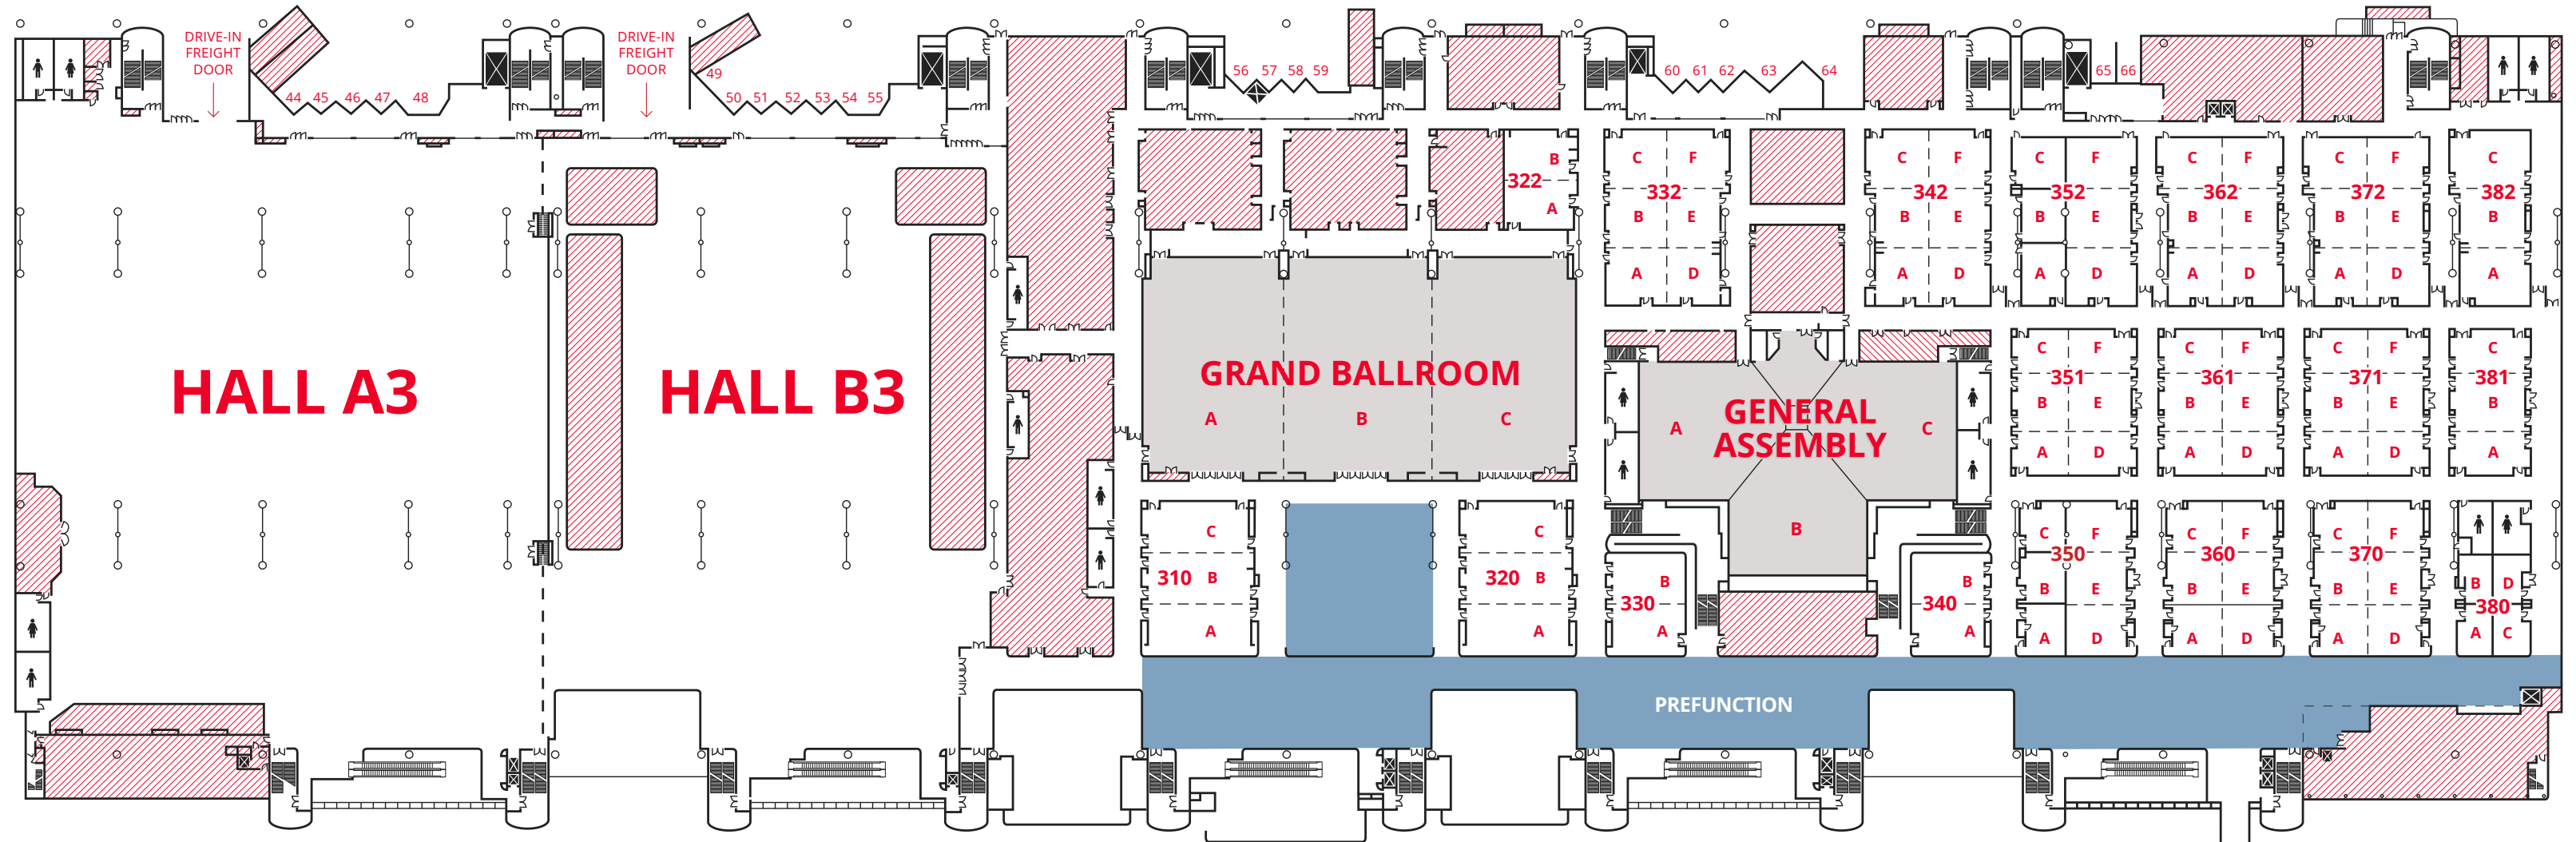 DRIVE-IN
FREIGHT
DOOR
44 45 46 47 48
DRIVE-IN
FREIGHT
DOOR
49
50 51 52 53 54 55
56 57 58 59
60 61 62 63 64
65 66
B
322
A
C F
332
B E
A D
C F
342
B E
A D
C F
352
B E
A D
C F
362
B E
A D
C F
372
B E
A D
C
382
B
A
HALL A3
HALL B3
GRAND BALLROOM
A B C
GENERAL
ASSEMBLY
A C
B
C F
351
B E
A D
C F
361
B E
A D
C F
371
B E
A D
C
381
B
A
C
310 B
A
C
320 B
A
B
330
A
B
340
A
C F
350
B E
A D
C F
360
B E
A D
C F
370
B E
A D
B D
380
A C
PREFUNCTION